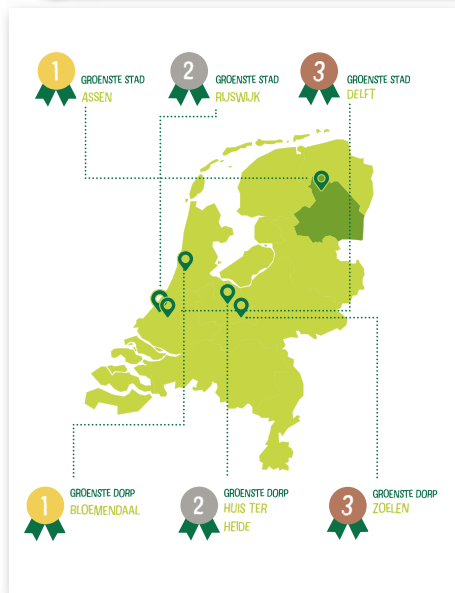 1
GROENSTE STAD
ASSEN
2
GROENSTE STAD
RIJSWIJK
3
GROENSTE STAD
DELFT
1
GROENSTE DORP
BLOEMENDAAL
2
GROENSTE DORP
HUIS TER
HEIDE
3
GROENSTE DORP
ZOELEN